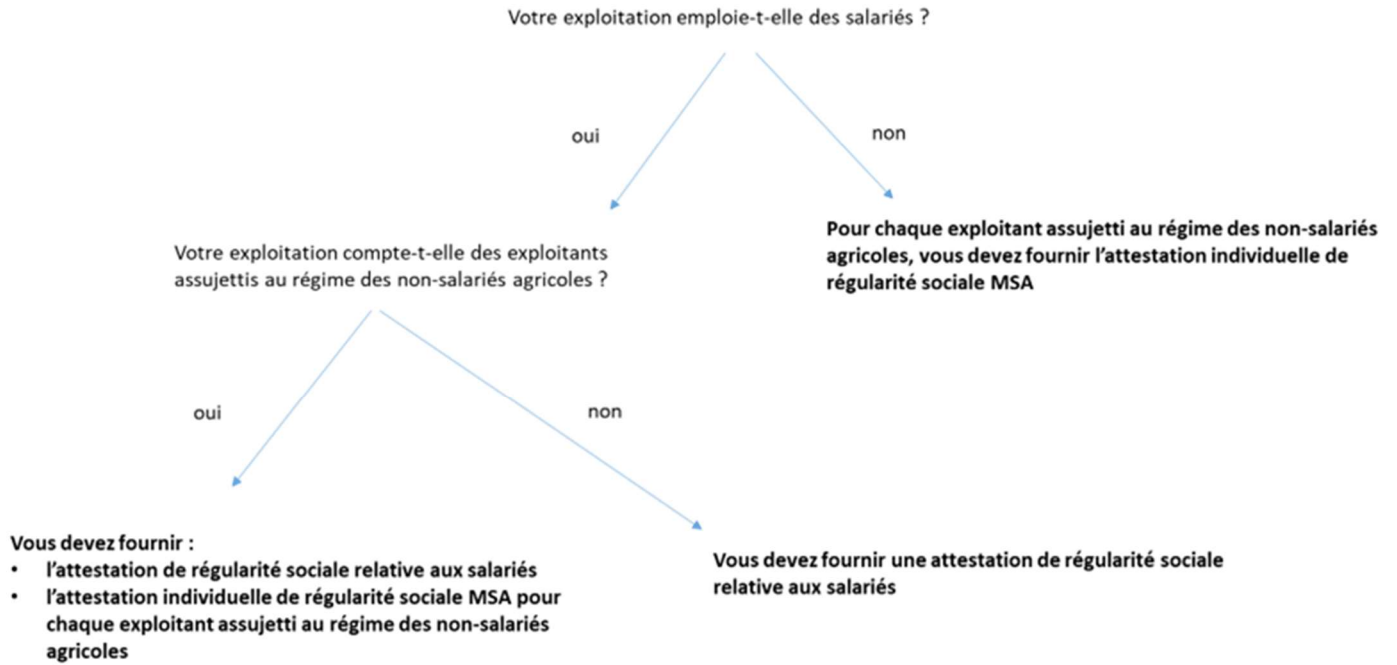 Votre exploitation emploie-t-elle des salariés ?
oui
non
Pour chaque exploitant assujetti au régime des non-salariés
agricoles, vous devez fournir l’attestation individuelle de
régularité sociale MSA
Votre exploitation compte-t-elle des exploitants
assujettis au régime des non-salariés agricoles ?
oui
non
Vous devez fournir :
• l’attestation de régularité sociale relative aux salariés
• l’attestation individuelle de régularité sociale MSA pour
chaque exploitant assujetti au régime des non-salariés
agricoles
Vous devez fournir une attestation de régularité sociale
relative aux salariés